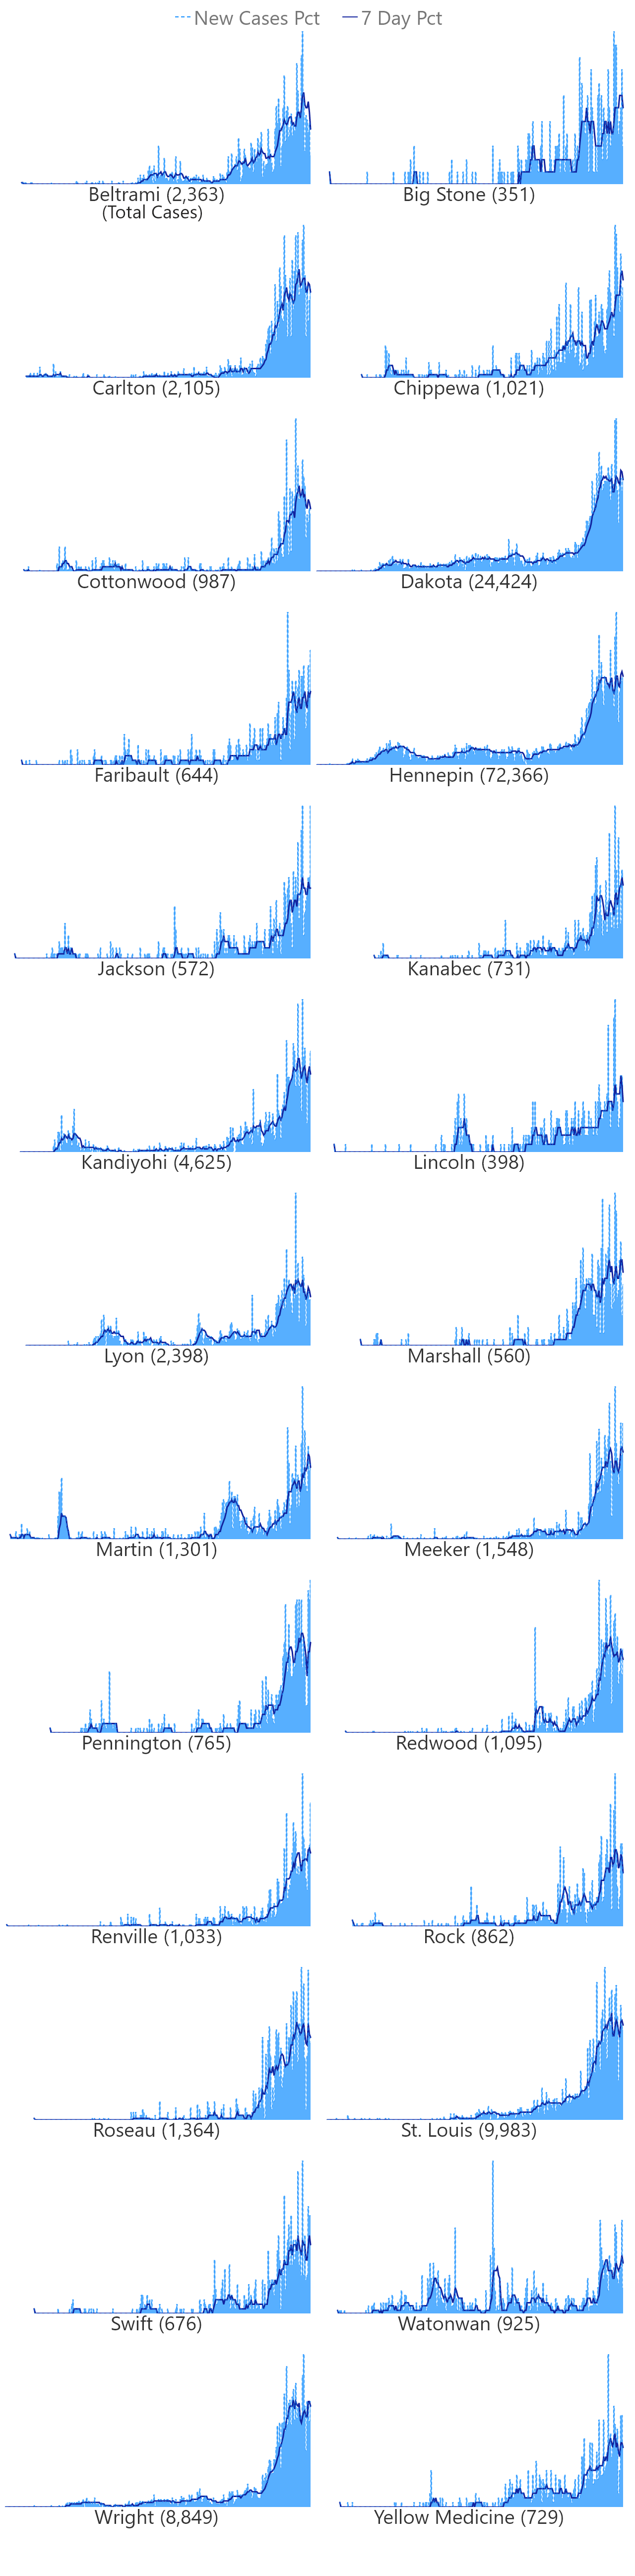 New Cases Pct 7 Day Pct
Beltrami (2,363) Big Stone (351)
(Total Cases)
Carlton (2,105) Chippewa (1,021)
Cottonwood (987) Dakota (24,424)
Faribault (644) Hennepin (72,366)
Jackson (572) Kanabec (731)
Kandiyohi (4,625) Lincoln (398)
Lyon (2,398) Marshall (560)
Martin (1,301) Meeker (1,548)
Pennington (765) Redwood (1,095)
Renville (1,033) Rock (862)
Roseau (1,364) St. Louis (9,983)
Swift (676) Watonwan (925)
Wright (8,849) Yellow Medicine (729)